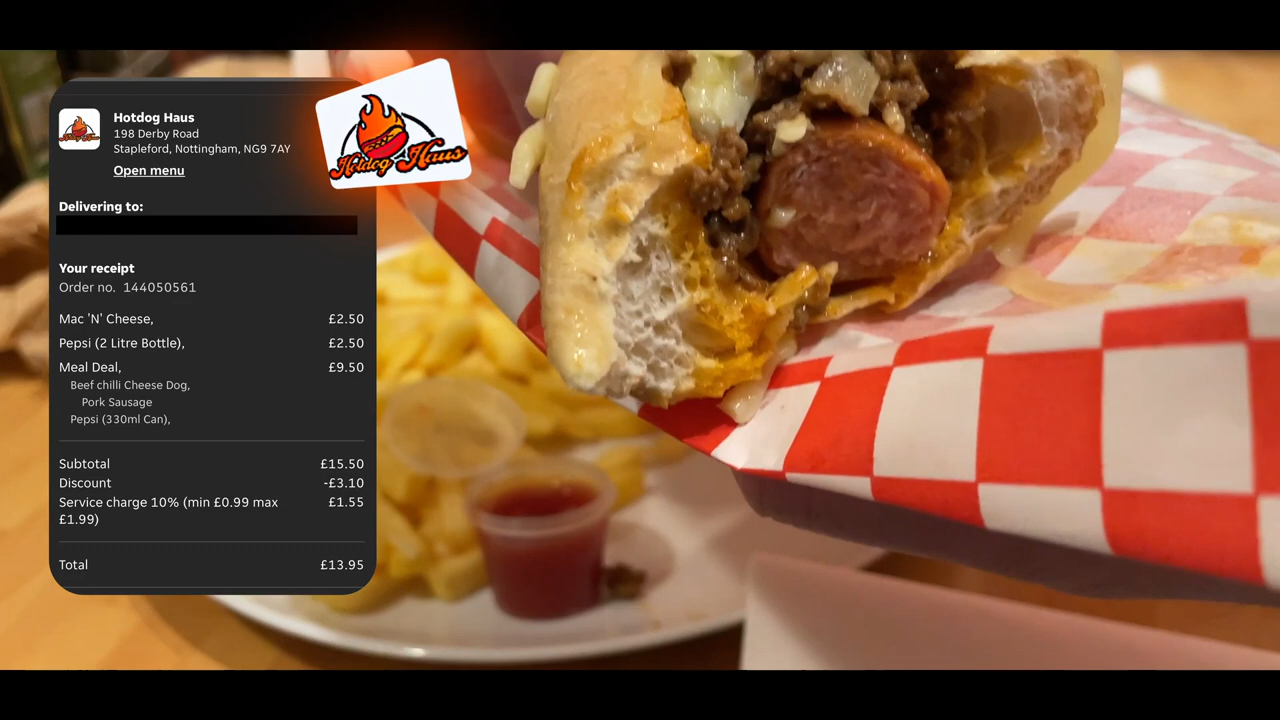 Hotdog Haus
198 Derby Road
Stapleford, Nottingham, NG9 7AY
Open menu
Hotdog Haus
Delivering to:
Your receipt
Order no. 144050561
Mac 'N' Cheese, £2.50
Pepsi (2 Litre Bottle), £2.50
Meal Deal, £9.50
Beef chilli Cheese Dog,
Pork Sausage
Pepsi (330ml Can),
Subtotal £15.50
Discount -£3.10
Service charge 10% (min £0.99 max £1.55
£1.99)
Total £13.95